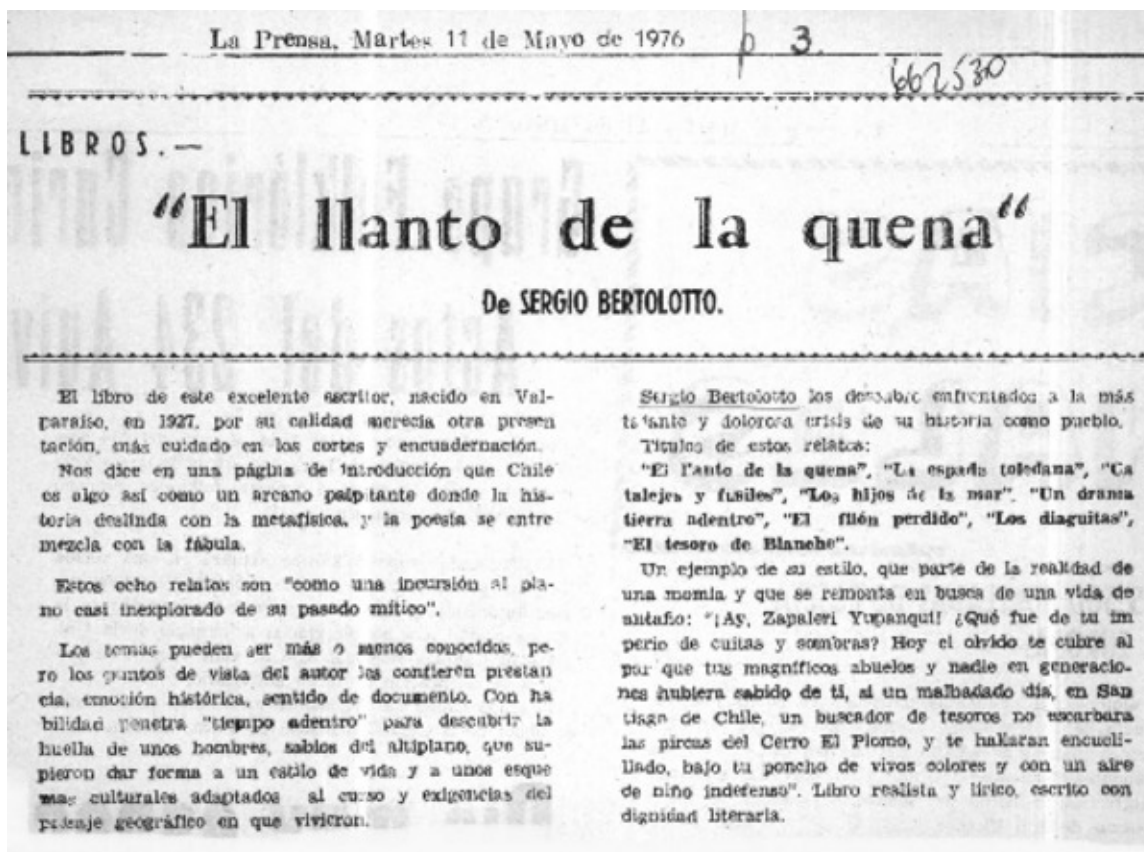 La Prensa, Martes 11 de Mayo de 1976 p 3.
662530
LIBROS.—
"El llanto de la quena"
De SERGIO BERTOLOTTO.
El libro de este excelente escritor, nacido en Val-
paraíso, en 1927, por su calidad merecía otra presen
tación, más cuidado en los cortes y encuadernación.
Nos dice en una página de introducción que Chile
es algo así como un arcano palpitante donde la his-
toria deslinda con la metafísica, y la poesía se entre
mezcla con la fábula.
Estos ocho relatos son "como una incursión al pla-
no casi inexplorado de su pasado mítico".
Los temas pueden ser más o menos conocidos, pe-
ro los puntos de vista del autor les confieren prestan
cia, emoción histórica, sentido de documento. Con ha
bilidad penetra "tiempo adentro" para descubrir la
huella de unos hombres, sabios del altiplano, que su-
pieron dar forma a un estilo de vida y a unos esque
mas culturales adaptados al curso y exigencias del
paisaje geográfico en que vivieron.
Sergio Bertolotto los descubre enfrentados a la más
tajante y dolorosa crisis de su historia como pueblo.
Títulos de estos relatos:
"El llanto de la quena", "La espada toledana", "Ca
talejos y fusiles", "Los hijos de la mar", "Un drama
tierra adentro", "El filón perdido", "Los diaguitas",
"El tesoro de Blanche".
Un ejemplo de su estilo, que parte de la realidad de
una momia y que se remonta en busca de una vida de
antaño: "¡Ay, Zapaleri Yupanqui! ¿Qué fue de tu im
perio de cuitas y sombras? Hoy el olvido te cubre al
par que tus magníficos abuelos y nadie en generacio-
nes hubiera sabido de ti, si un malhadado día, en San
tiago de Chile, un buscador de tesoros no escarbara
las pircas del Cerro El Plomo, y te hallaran encucli-
llado, bajo tu poncho de vivos colores y con un aire
de niño indefenso". Libro realista y lírico, escrito con
dignidad literaria.